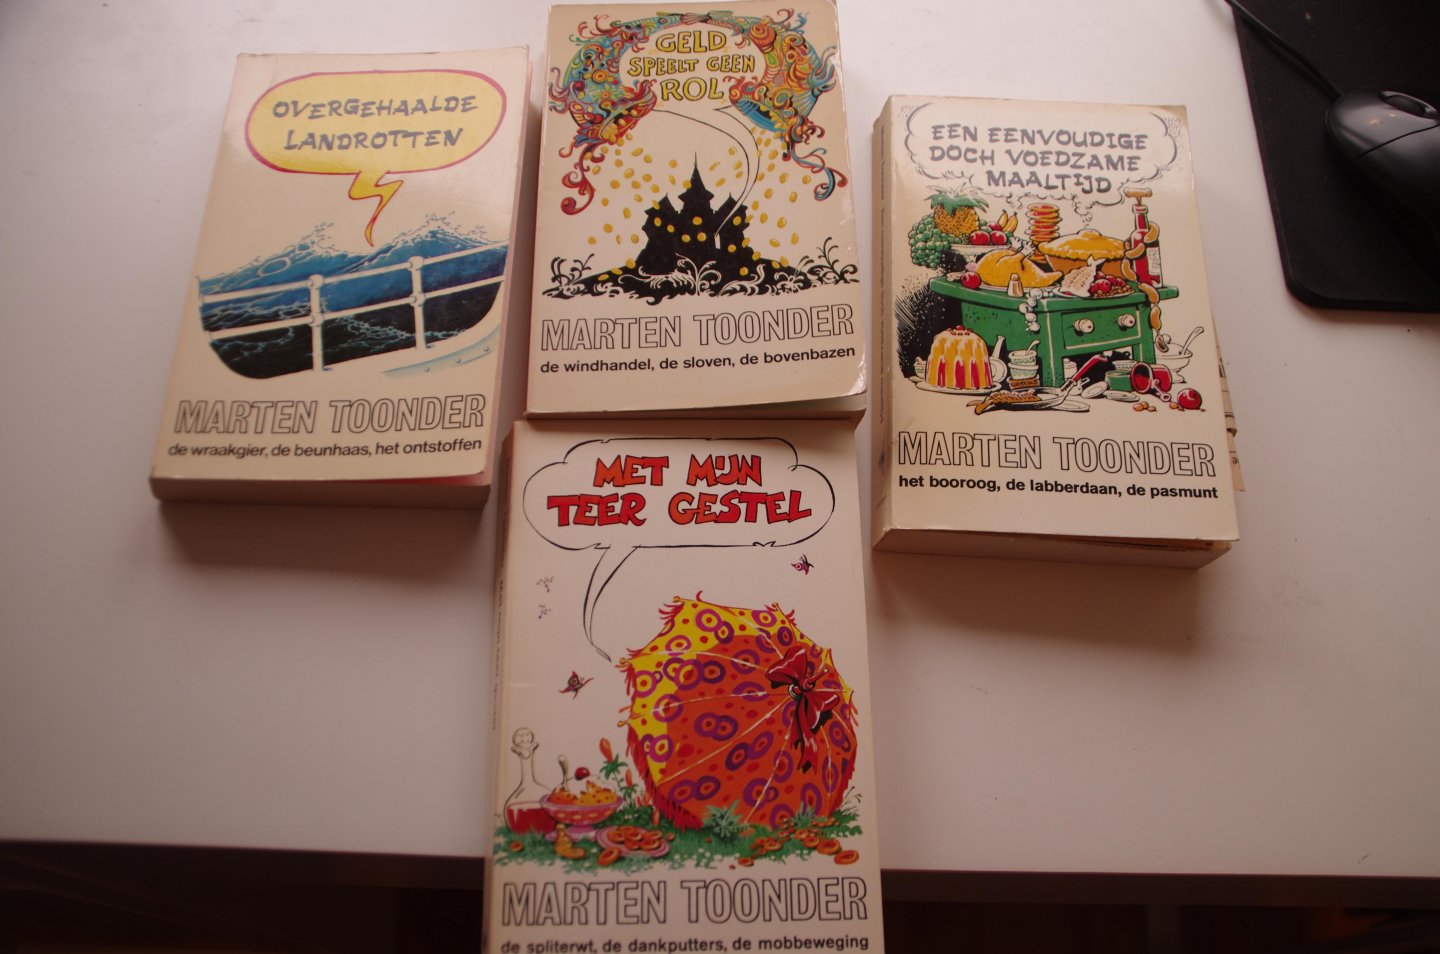 OVERGEHAALDE
LANDROTTEN
MARTEN TOONDER
de wraakgier, de beunhaas, het ontstoffen
GELD
SPEELT GEEN
ROL
MARTEN TOONDER
de windhandel, de sloven, de bovenbazen
EEN EENVOUDIGE
DOCH VOEDZAME
MAALTIJD
MARTEN TOONDER
het booroog, de labberdaan, de pasmunt
MET MIJN
TEER GESTEL
MARTEN TOONDER
de spliterwt, de dankputters, de mobbeweging